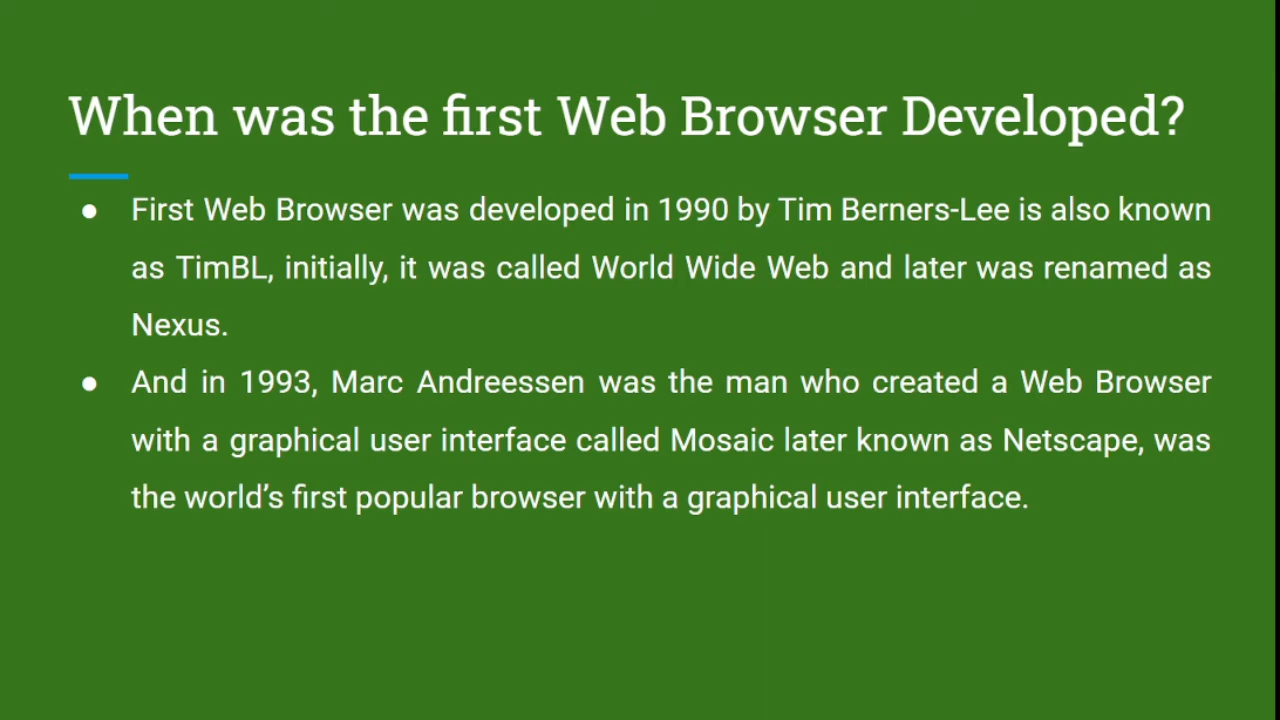 When was the first Web Browser Developed?
● First Web Browser was developed in 1990 by Tim Berners-Lee is also known
as TimBL, initially, it was called World Wide Web and later was renamed as
Nexus.
● And in 1993, Marc Andreessen was the man who created a Web Browser
with a graphical user interface called Mosaic later known as Netscape, was
the world’s first popular browser with a graphical user interface.